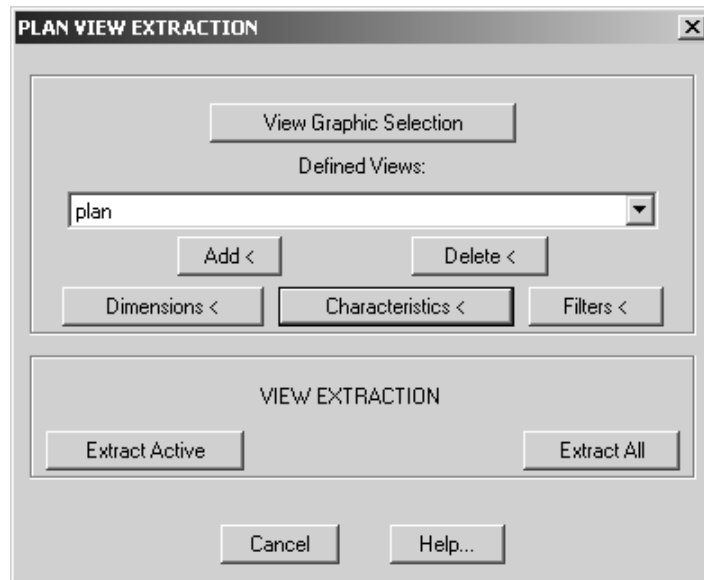 PLAN VIEW EXTRACTION
View Graphic Selection
Defined Views:
plan
Add <
Delete <
Dimensions <
Characteristics <
Filters <
VIEW EXTRACTION
Extract Active
Extract All
Cancel
Help...